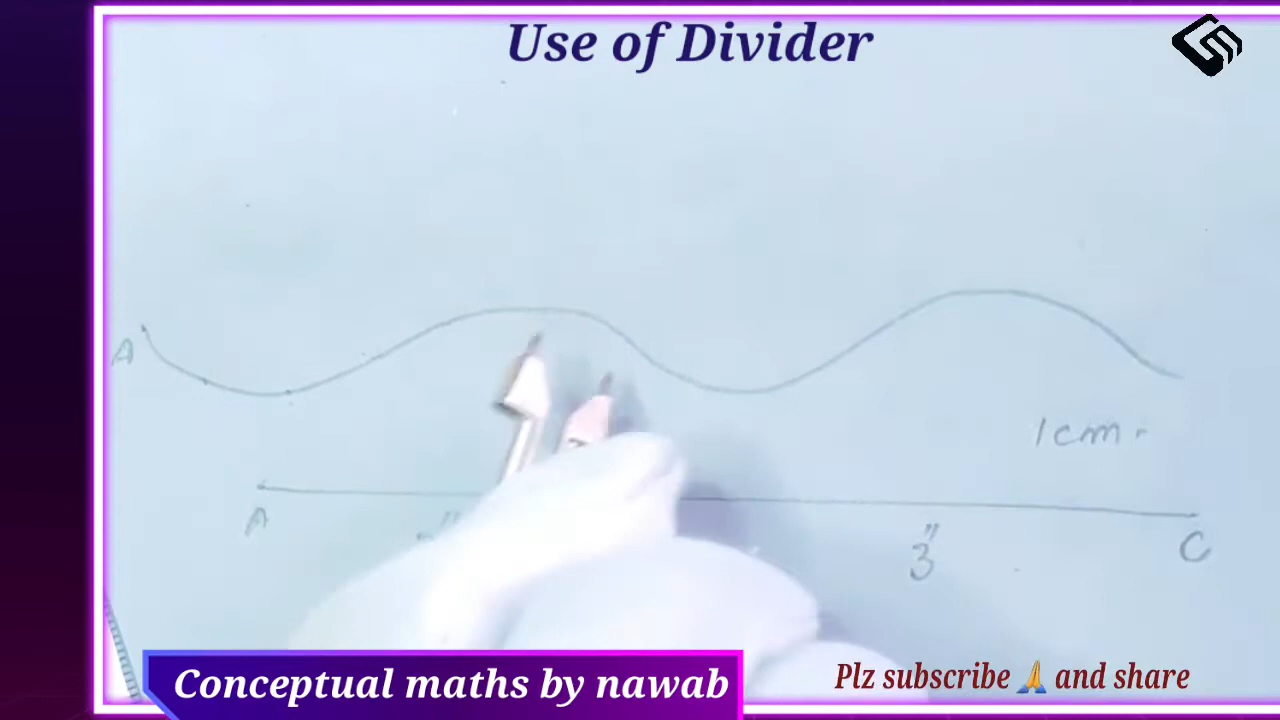 Use of Divider
A
1cm.
A
3"
C
Conceptual maths by nawab
Plz subscribe 🙏 and share